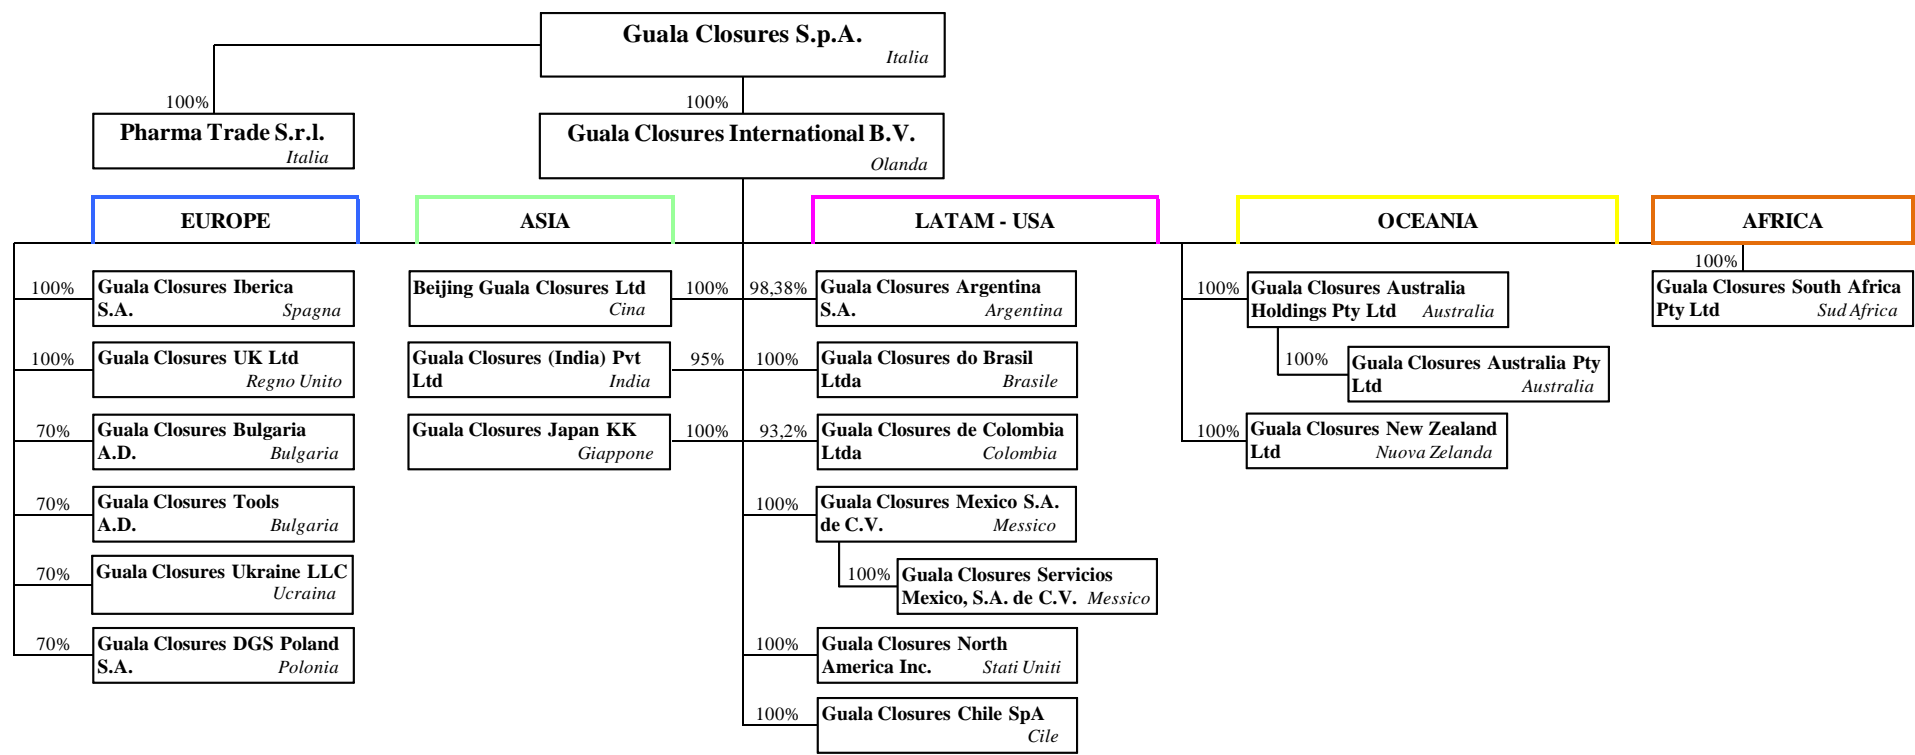 Guala Closures S.p.A.
Italia
100%
100%
Pharma Trade S.r.l.
Italia
Guala Closures International B.V.
Olanda
EUROPE
ASIA
LATAM - USA
OCEANIA
AFRICA
100%
Guala Closures Iberica
S.A. Spagna
100%
Guala Closures UK Ltd
Regno Unito
70%
Guala Closures Bulgaria
A.D. Bulgaria
70%
Guala Closures Tools
A.D. Bulgaria
70%
Guala Closures Ukraine LLC
Ucraina
70%
Guala Closures DGS Poland
S.A. Polonia
Beijing Guala Closures Ltd
Cina
100%
Guala Closures (India) Pvt
Ltd India
95%
Guala Closures Japan KK
Giappone
100%
98,38%
Guala Closures Argentina
S.A. Argentina
100%
Guala Closures do Brasil
Ltda Brasile
93,2%
Guala Closures de Colombia
Ltda Colombia
100%
Guala Closures Mexico S.A.
de C.V. Messico
100%
Guala Closures Servicios
Mexico, S.A. de C.V. Messico
100%
Guala Closures North
America Inc. Stati Uniti
100%
Guala Closures Chile SpA
Cile
100%
Guala Closures Australia
Holdings Pty Ltd Australia
100%
Guala Closures Australia Pty
Ltd Australia
100%
Guala Closures New Zealand
Ltd Nuova Zelanda
100%
Guala Closures South Africa
Pty Ltd Sud Africa